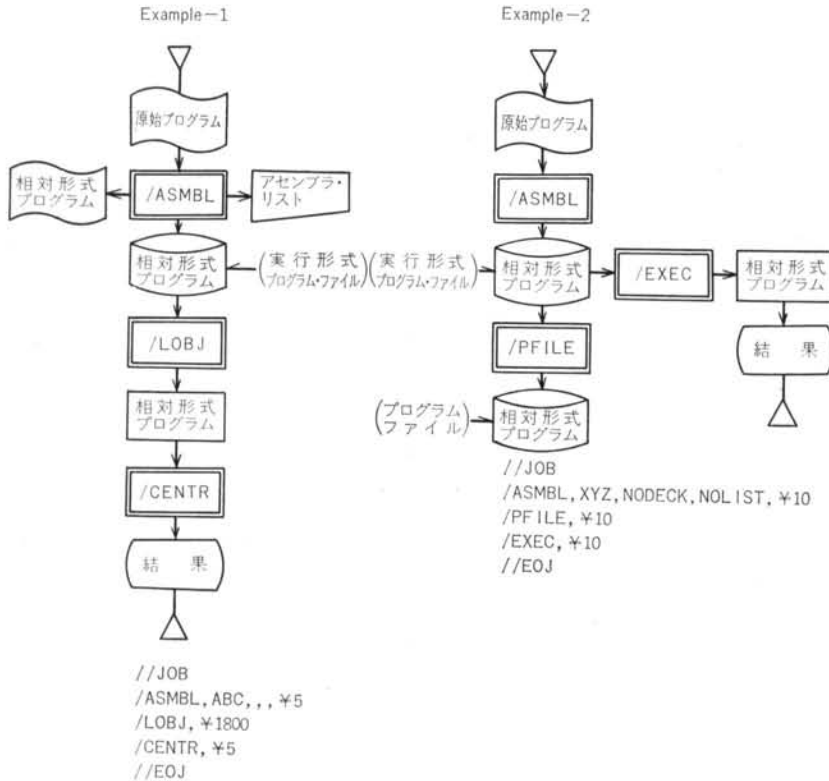 Example-1
原始プログラム
相対形式
プログラム
/ASMBL
アセンブラ・
リスト
相対形式
プログラム
(実行形式
プログラム・ファイル)
/LOBJ
相対形式
プログラム
/CENTR
結 果
//JOB
/ASMBL,ABC,,,¥5
/LOBJ,¥1800
/CENTR,¥5
//EOJ
Example-2
原始プログラム
/ASMBL
(実行形式
プログラム・ファイル)
相対形式
プログラム
/EXEC
相対形式
プログラム
結 果
/PFILE
(プログラム
ファイル)
相対形式
プログラム
//JOB
/ASMBL,XYZ,NODECK,NOLIST,¥10
/PFILE,¥10
/EXEC,¥10
//EOJ